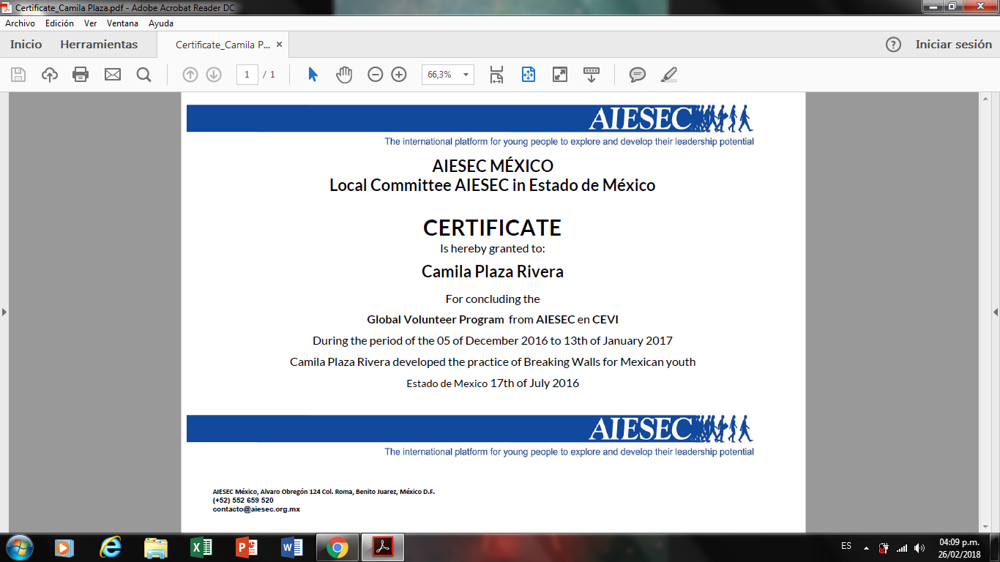 Certificate_Camila Plaza.pdf - Adobe Acrobat Reader DC
Archivo Edición Ver Ventana Ayuda
Inicio Herramientas Certificate_Camila P... × ? Iniciar sesión
1 / 1 66,3%
AIESEC
The international platform for young people to explore and develop their leadership potential
AIESEC MÉXICO
Local Committee AIESEC in Estado de México
CERTIFICATE
Is hereby granted to:
Camila Plaza Rivera
For concluding the
Global Volunteer Program from AIESEC en CEVI
During the period of the 05 of December 2016 to 13th of January 2017
Camila Plaza Rivera developed the practice of Breaking Walls for Mexican youth
Estado de Mexico 17th of July 2016
AIESEC
The international platform for young people to explore and develop their leadership potential
AIESEC México, Alvaro Obregón 124 Col. Roma, Benito Juarez, México D.F.
(+52) 552 659 520
contacto@aiesec.org.mx
ES 04:09 p.m.
26/02/2018